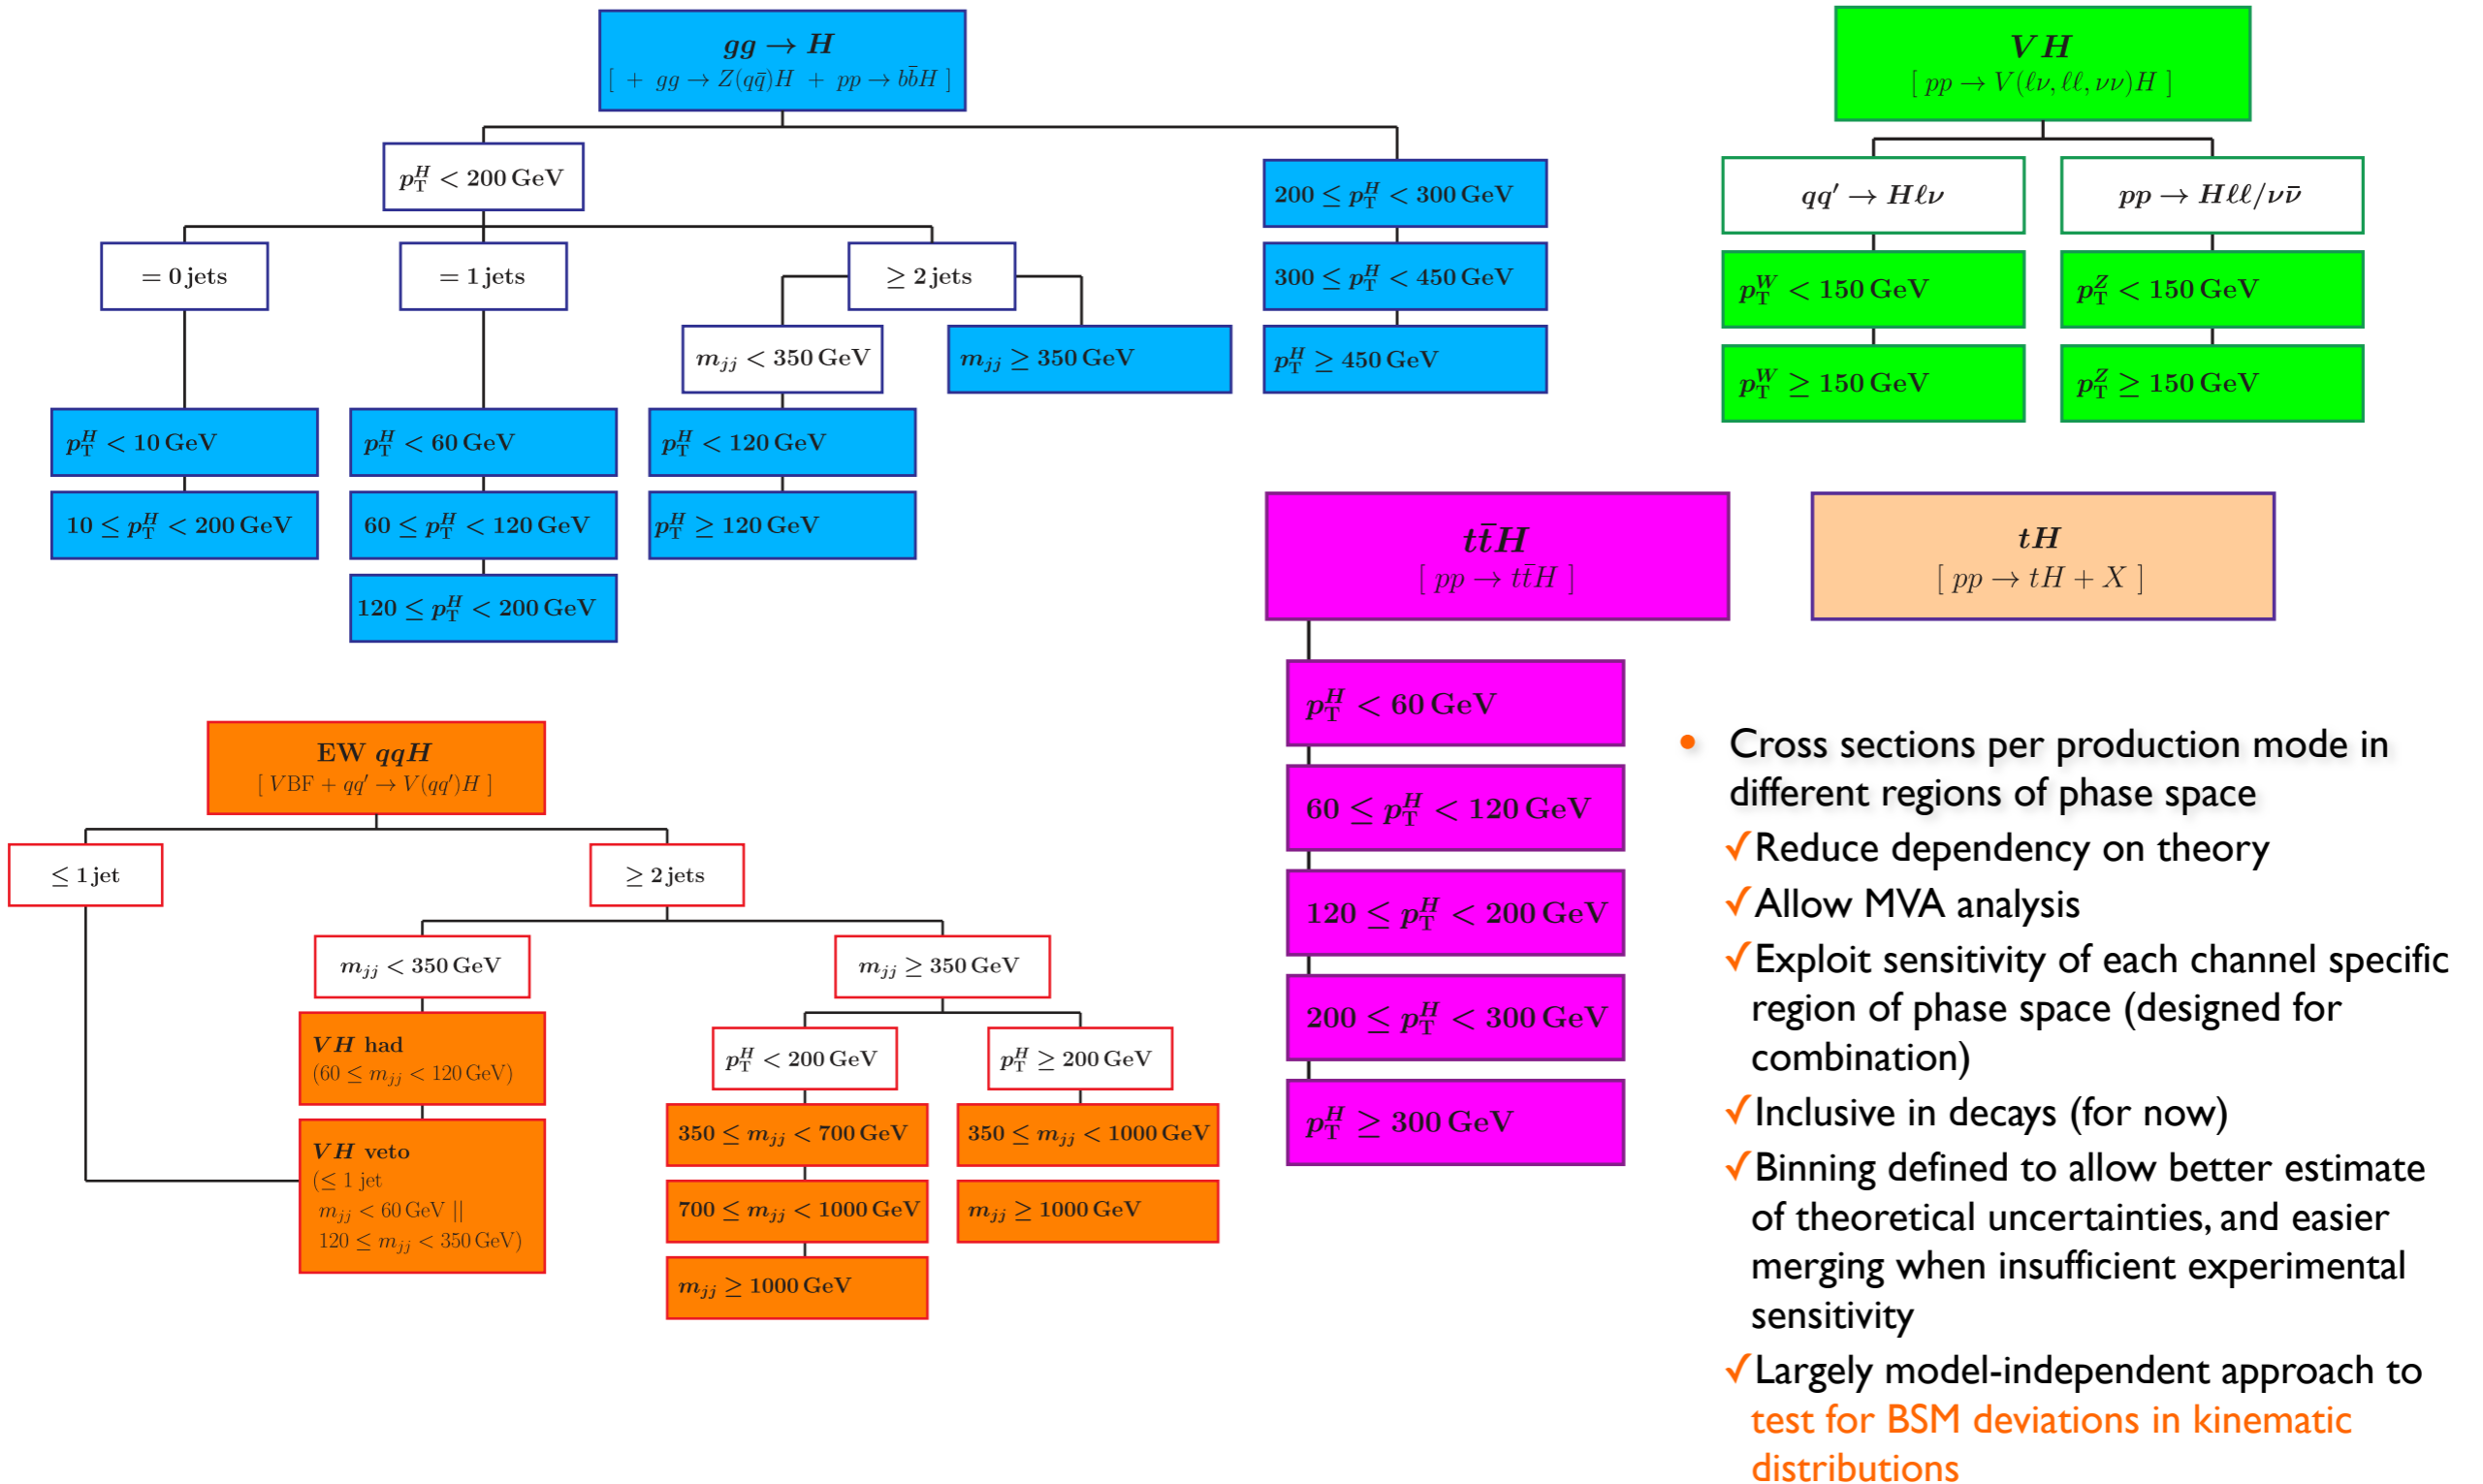 gg → H
[ + gg → Z(qq̄)H + pp → bb̄H ]
p_T^H < 200 GeV
= 0 jets
= 1 jets
≥ 2 jets
m_jj < 350 GeV
m_jj ≥ 350 GeV
p_T^H < 10 GeV
10 ≤ p_T^H < 200 GeV
p_T^H < 60 GeV
60 ≤ p_T^H < 120 GeV
120 ≤ p_T^H < 200 GeV
p_T^H < 120 GeV
p_T^H ≥ 120 GeV
200 ≤ p_T^H < 300 GeV
300 ≤ p_T^H < 450 GeV
p_T^H ≥ 450 GeV
VH
[ pp → V(ℓν, ℓℓ, νν)H ]
qq′ → Hℓν
p_T^W < 150 GeV
p_T^W ≥ 150 GeV
pp → Hℓℓ/νν̄
p_T^Z < 150 GeV
p_T^Z ≥ 150 GeV
EW qqH
[ VBF + qq′ → V(qq′)H ]
≤ 1 jet
≥ 2 jets
m_jj < 350 GeV
VH had
(60 ≤ m_jj < 120 GeV)
VH veto
(≤ 1 jet
m_jj < 60 GeV ||
120 ≤ m_jj < 350 GeV)
m_jj ≥ 350 GeV
p_T^H < 200 GeV
350 ≤ m_jj < 700 GeV
700 ≤ m_jj < 1000 GeV
m_jj ≥ 1000 GeV
p_T^H ≥ 200 GeV
350 ≤ m_jj < 1000 GeV
m_jj ≥ 1000 GeV
tt̄H
[ pp → tt̄H ]
p_T^H < 60 GeV
60 ≤ p_T^H < 120 GeV
120 ≤ p_T^H < 200 GeV
200 ≤ p_T^H < 300 GeV
p_T^H ≥ 300 GeV
tH
[ pp → tH + X ]
• Cross sections per production mode in
different regions of phase space
✓Reduce dependency on theory
✓Allow MVA analysis
✓Exploit sensitivity of each channel specific
region of phase space (designed for
combination)
✓Inclusive in decays (for now)
✓Binning defined to allow better estimate
of theoretical uncertainties, and easier
merging when insufficient experimental
sensitivity
✓Largely model-independent approach to
test for BSM deviations in kinematic
distributions